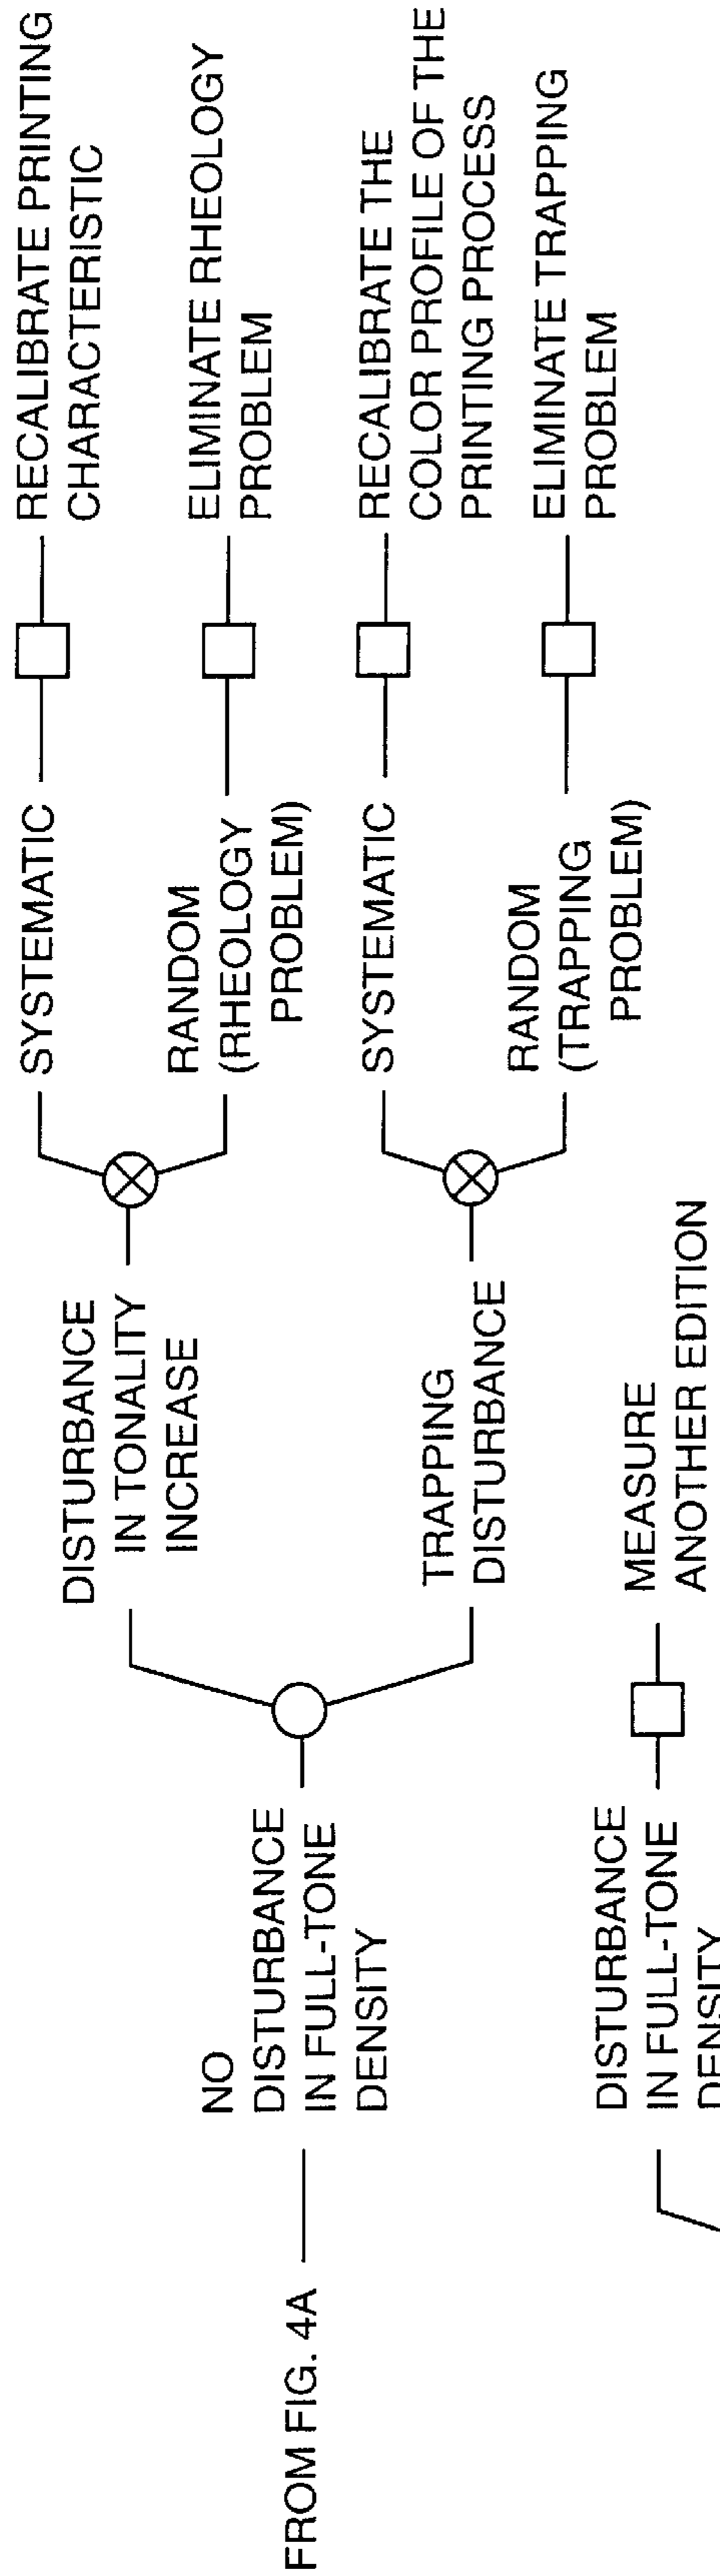 FROM FIG. 4A
NO
DISTURBANCE
IN FULL-TONE
DENSITY
DISTURBANCE
IN TONALITY
INCREASE
SYSTEMATIC
RECALIBRATE PRINTING
CHARACTERISTIC
RANDOM
(RHEOLOGY
PROBLEM)
ELIMINATE RHEOLOGY
PROBLEM
TRAPPING
DISTURBANCE
SYSTEMATIC
RECALIBRATE THE
COLOR PROFILE OF THE
PRINTING PROCESS
RANDOM
(TRAPPING
PROBLEM)
ELIMINATE TRAPPING
PROBLEM
DISTURBANCE
IN FULL-TONE
DENSITY
MEASURE
ANOTHER EDITION